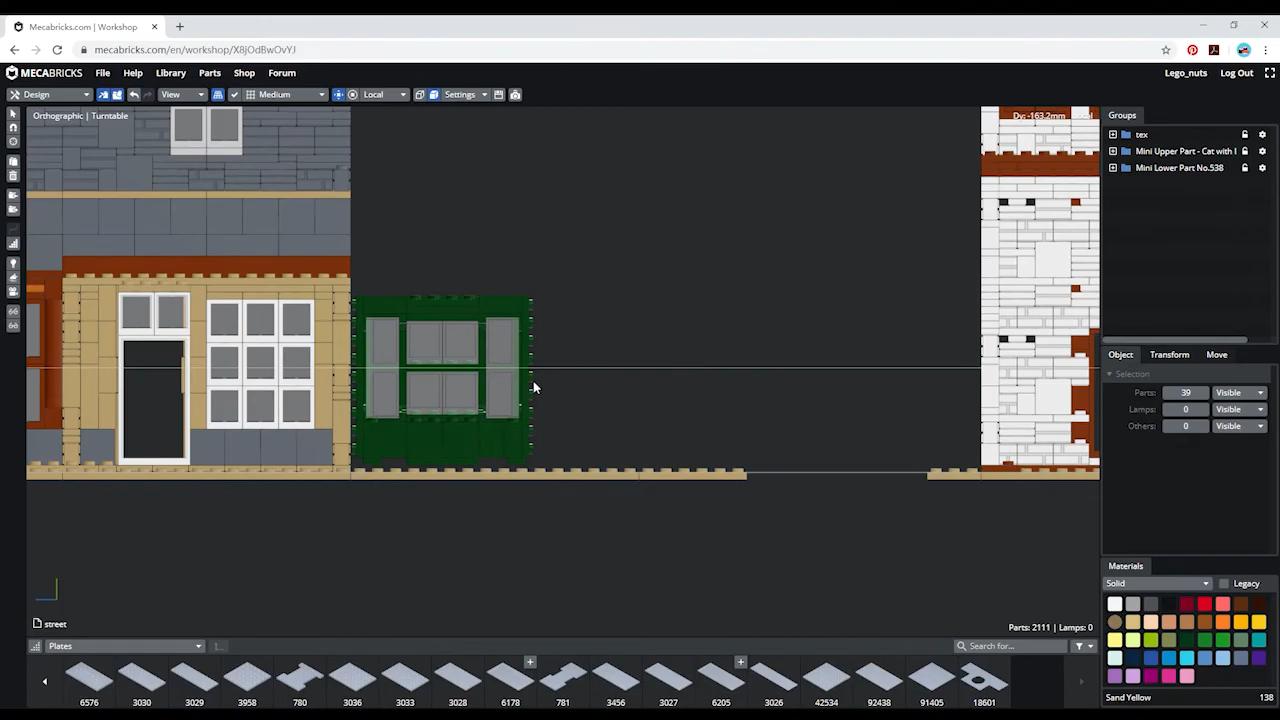 Mecabricks.com | Workshop
mecabricks.com/en/workshop/X8jOdBwOvYJ
MECABRICKS File Help Library Parts Shop Forum Lego_nuts Log Out
Design View Medium Local Settings
Orthographic | Turntable
Dy: -163.2mm
Groups
tex
Mini Upper Part - Cat with
Mini Lower Part No.538
Object Transform Move
Selection
Parts: 39 Visible
Lamps: 0 Visible
Others: 0 Visible
Materials
Solid Legacy
street
Parts: 2111 | Lamps: 0
Plates
Search for...
6576 3030 3029 3958 780 3036 6178 781 3456 3027 6205 3026 42534 92438 91405 18601
Sand Yellow 138